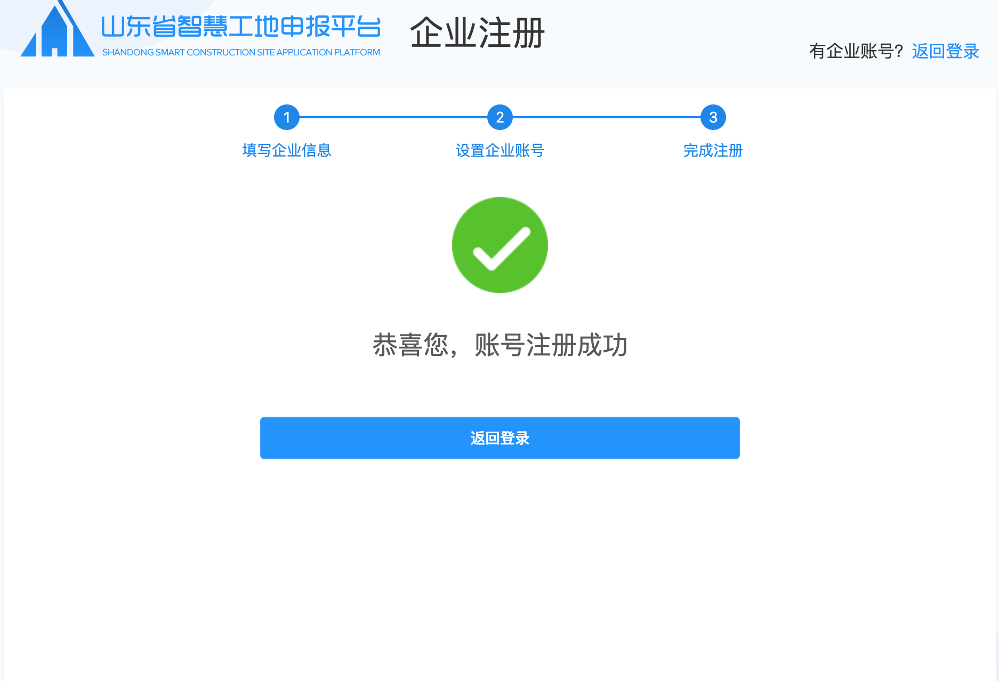 山东省智慧工地申报平台
SHANDONG SMART CONSTRUCTION SITE APPLICATION PLATFORM
企业注册
有企业账号? 返回登录
1
2
3
填写企业信息
设置企业账号
完成注册
恭喜您，账号注册成功
返回登录